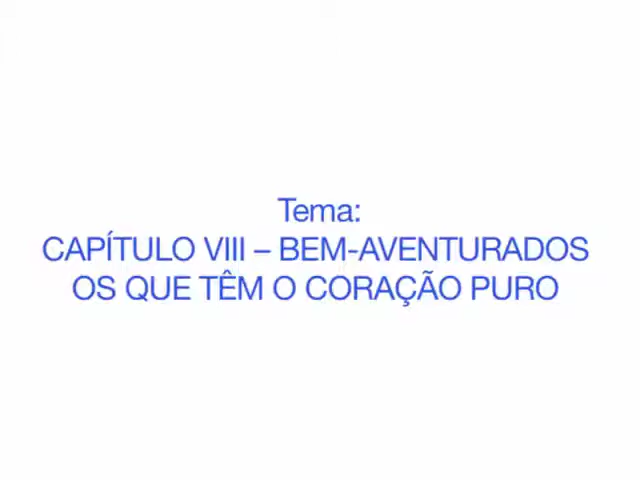 Tema:
CAPÍTULO VIII – BEM-AVENTURADOS
OS QUE TÊM O CORAÇÃO PURO